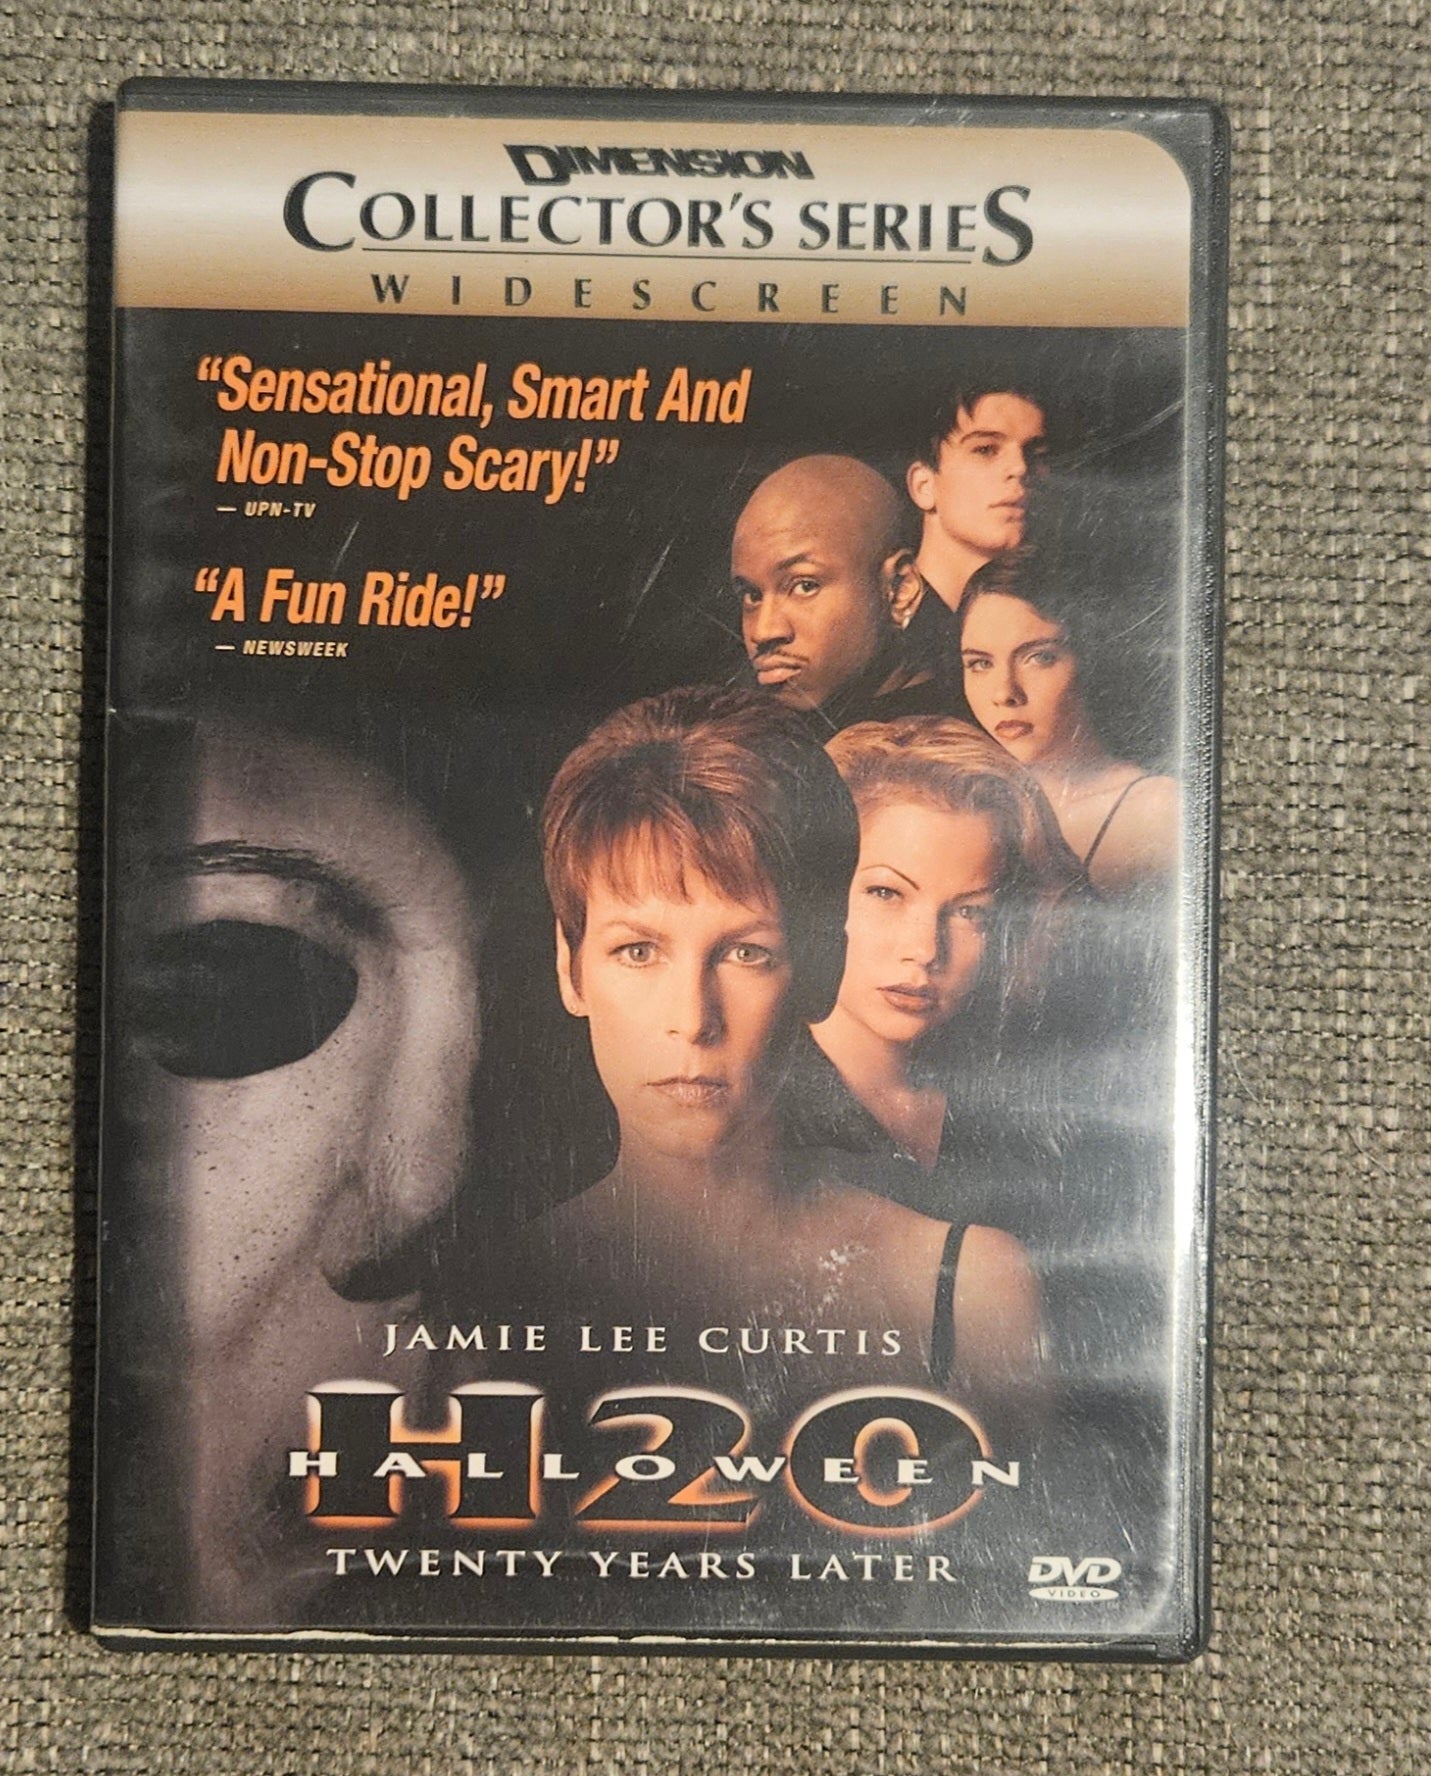 DIMENSION
COLLECTOR'S SERIES
WIDESCREEN
“Sensational, Smart And
Non-Stop Scary!”
— UPN-TV
“A Fun Ride!”
— NEWSWEEK
JAMIE LEE CURTIS
H20
HALLOWEEN
TWENTY YEARS LATER
DVD
VIDEO